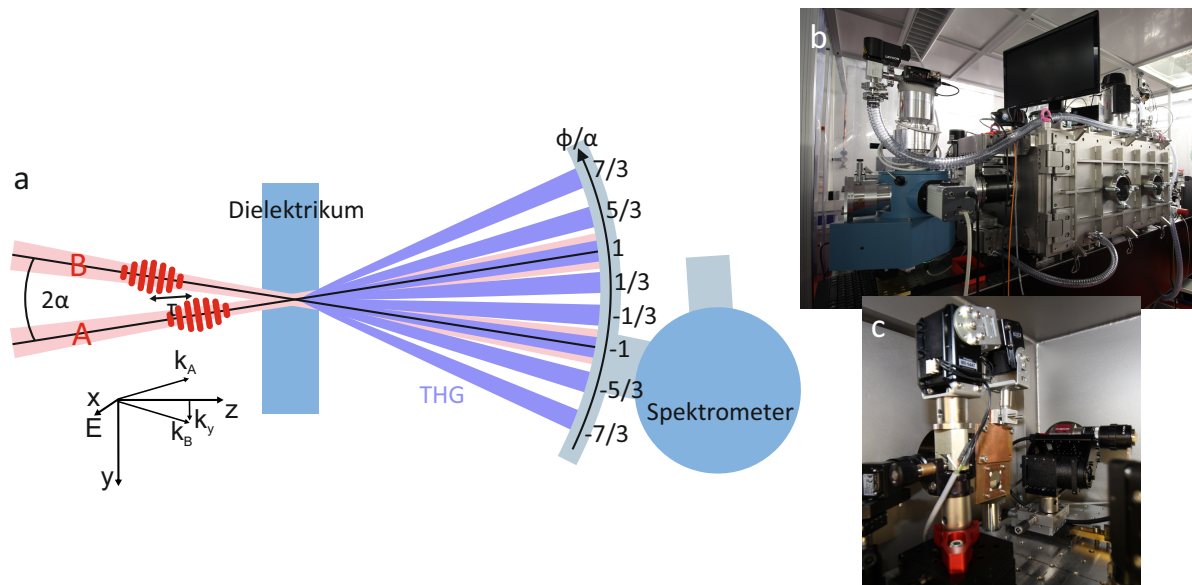 a
Dielektrikum
B
2α
τ
A
k_A
x
z
E
k_y
k_B
y
THG
ϕ/α
7/3
5/3
1
1/3
-1/3
-1
-5/3
-7/3
Spektrometer
b
c